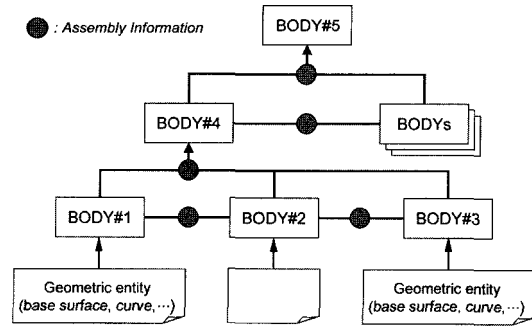 : Assembly Information
BODY#5
BODY#4
BODYs
BODY#1
BODY#2
BODY#3
Geometric entity
(base surface, curve,⋯)
Geometric entity
(base surface, curve,⋯)